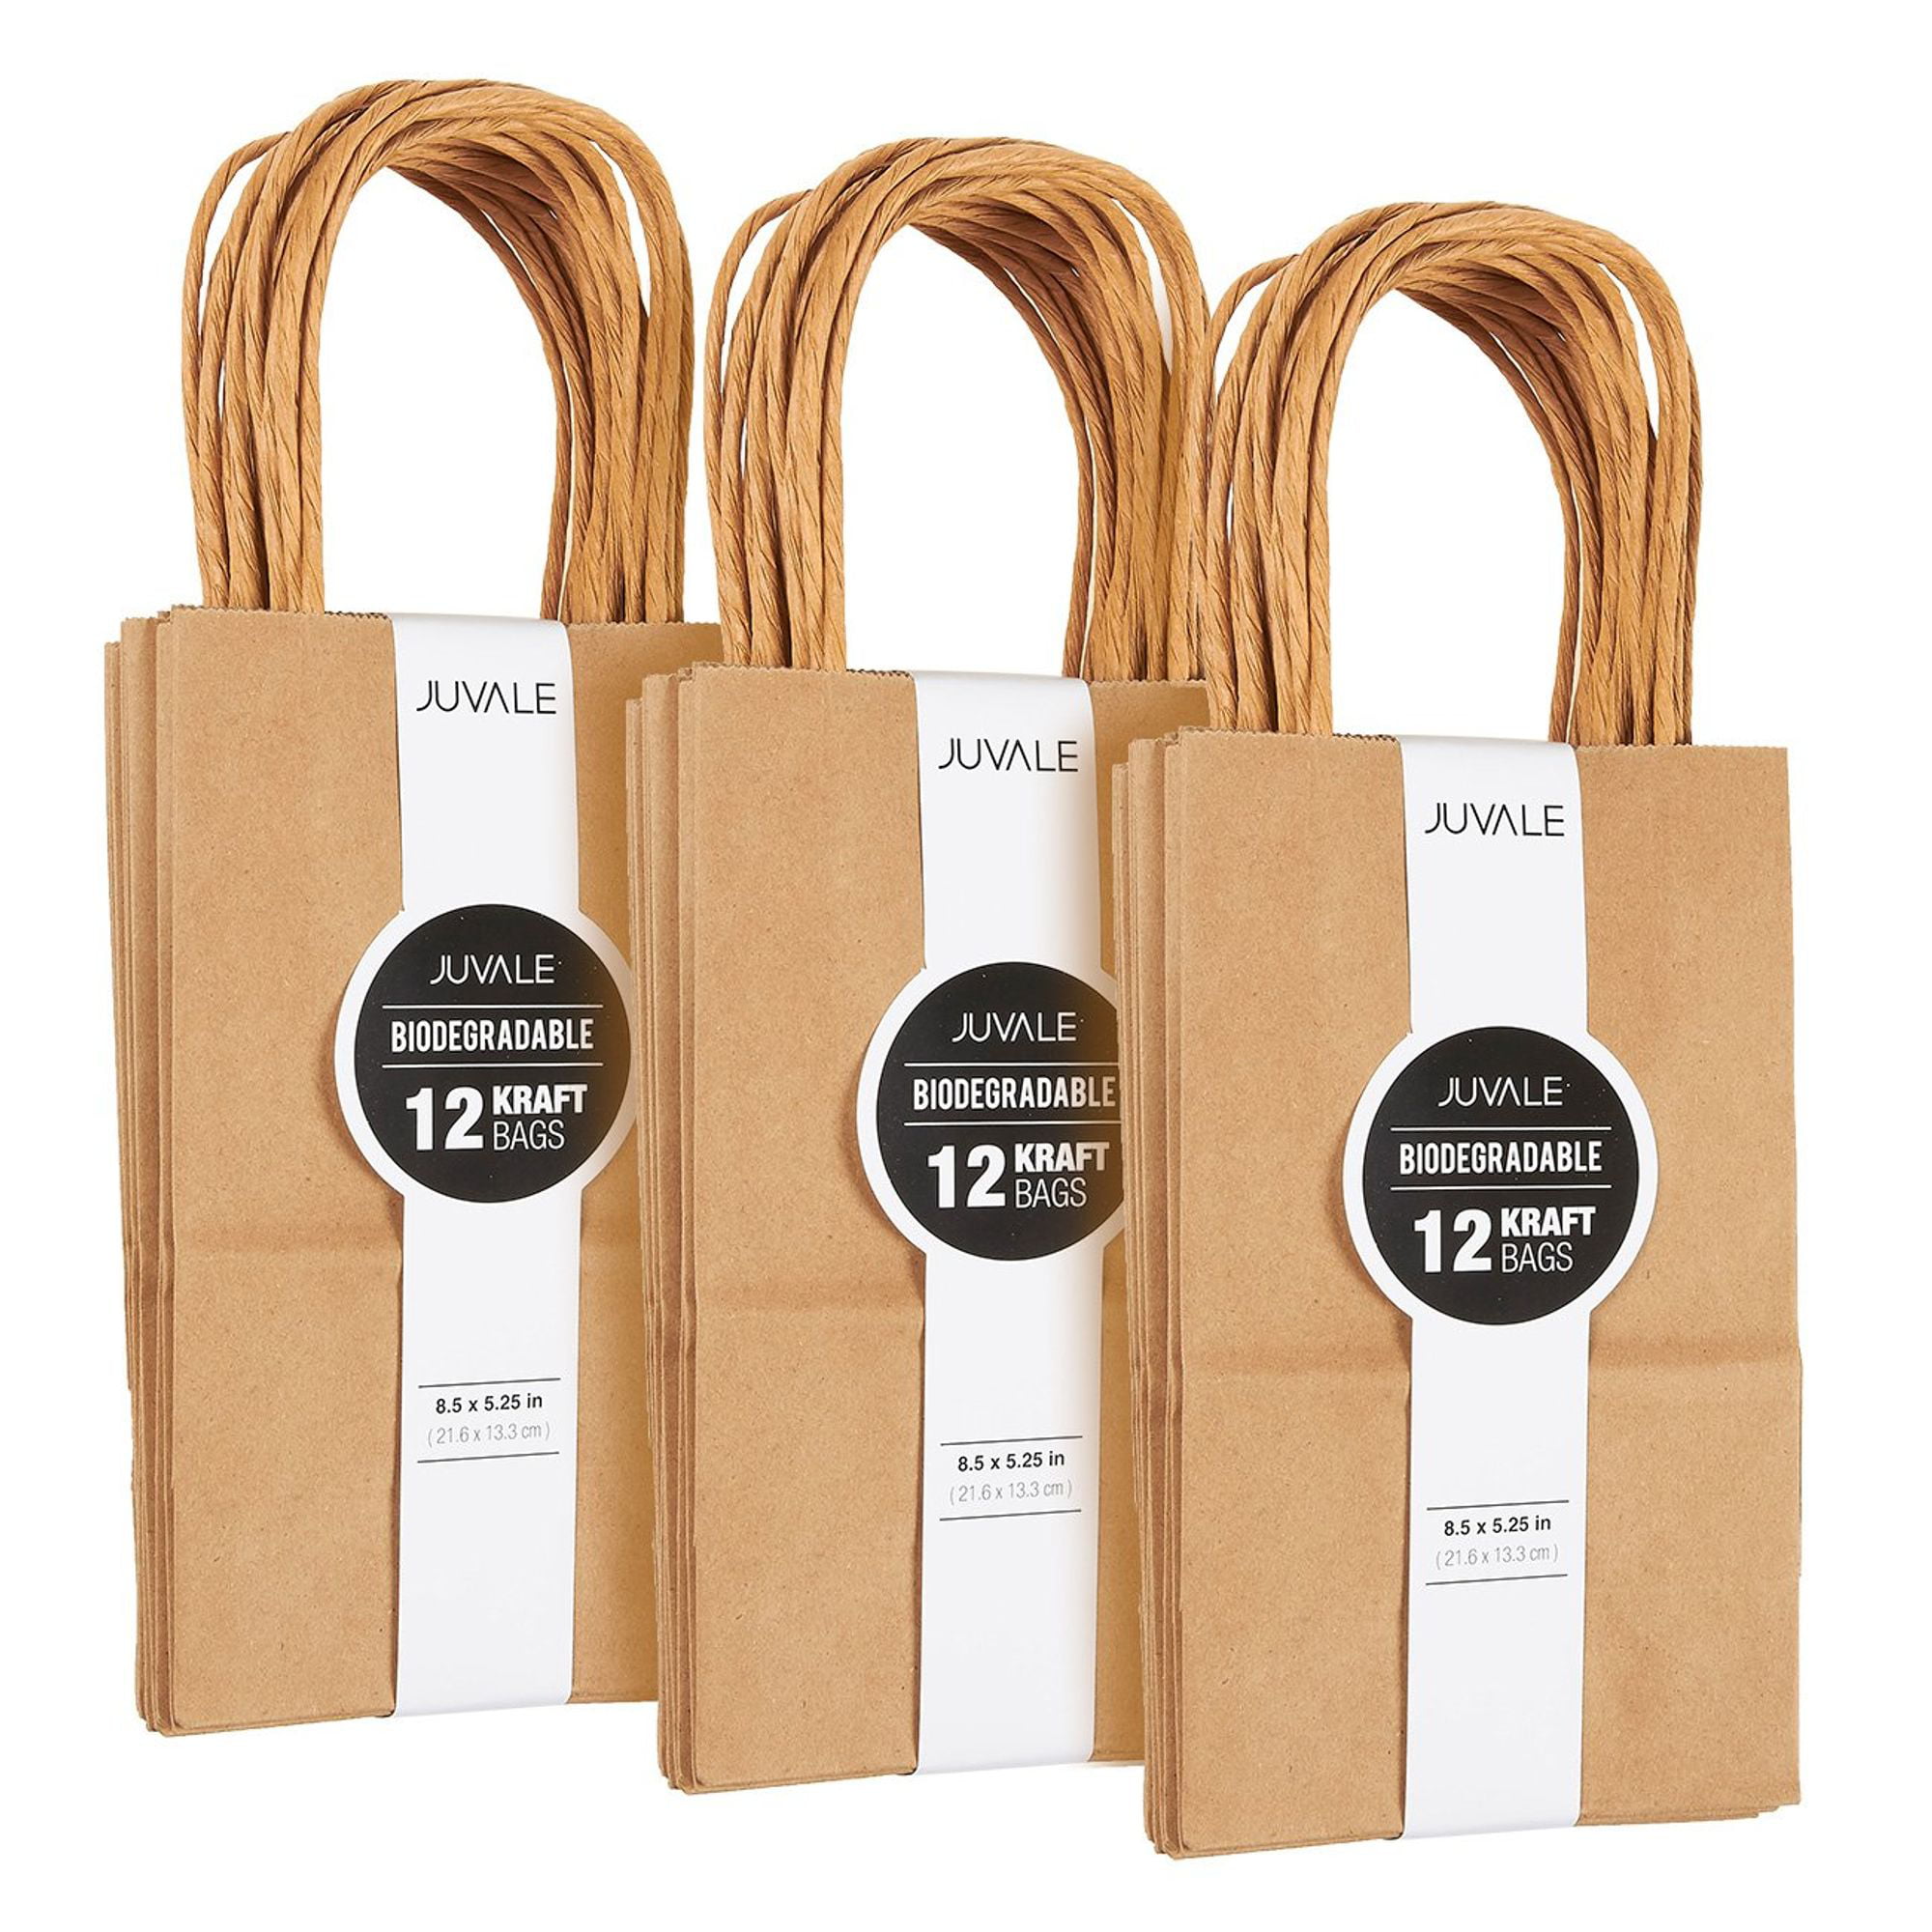 JUVALE
JUVALE
BIODEGRADABLE
12 KRAFT
BAGS
8.5 x 5.25 in
( 21.6 x 13.3 cm )
JUVALE
JUVALE
BIODEGRADABLE
12 KRAFT
BAGS
8.5 x 5.25 in
( 21.6 x 13.3 cm )
JUVALE
JUVALE
BIODEGRADABLE
12 KRAFT
BAGS
8.5 x 5.25 in
( 21.6 x 13.3 cm )